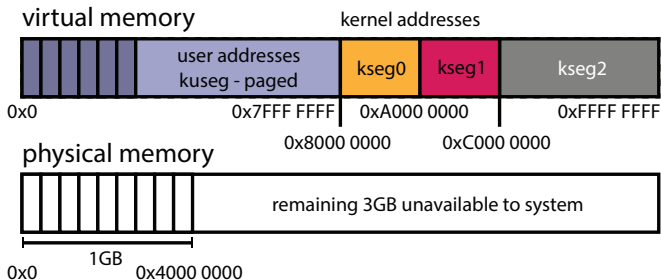 virtual memory
kernel addresses
user addresses
kuseg - paged
kseg0
kseg1
kseg2
0x0
0x7FFF FFFF
0xA000 0000
0xFFFF FFFF
0x8000 0000
0xC000 0000
physical memory
remaining 3GB unavailable to system
1GB
0x0
0x4000 0000